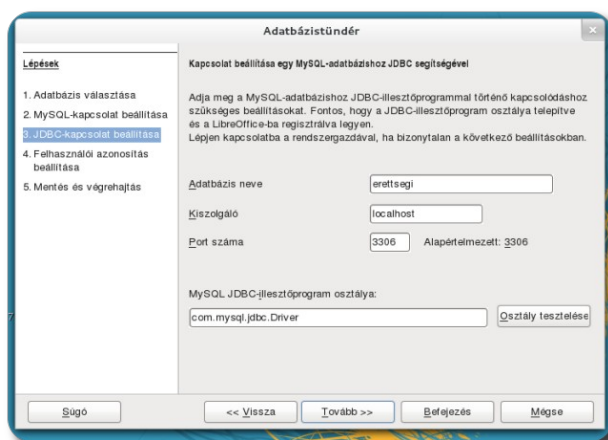 Adatbázistündér
Lépések
1. Adatbázis választása
2. MySQL-kapcsolat beállítása
3. JDBC-kapcsolat beállítása
4. Felhasználói azonosítás
beállítása
5. Mentés és végrehajtás
Kapcsolat beállítása egy MySQL-adatbázishoz JDBC segítségével
Adja meg a MySQL-adatbázishoz JDBC-illesztőprogrammal történő kapcsolódáshoz
szükséges beállításokat. Fontos, hogy a JDBC-illesztőprogram osztálya telepítve
és a LibreOffice-ba regisztrálva legyen.
Lépjen kapcsolatba a rendszergazdával, ha bizonytalan a következő beállításokban.
Adatbázis neve
erettsegi
Kiszolgáló
localhost
Port száma
3306
Alapértelmezett: 3306
MySQL JDBC-illesztőprogram osztálya:
com.mysql.jdbc.Driver
Osztály tesztelése
Súgó
<< Vissza
Tovább >>
Befejezés
Mégse